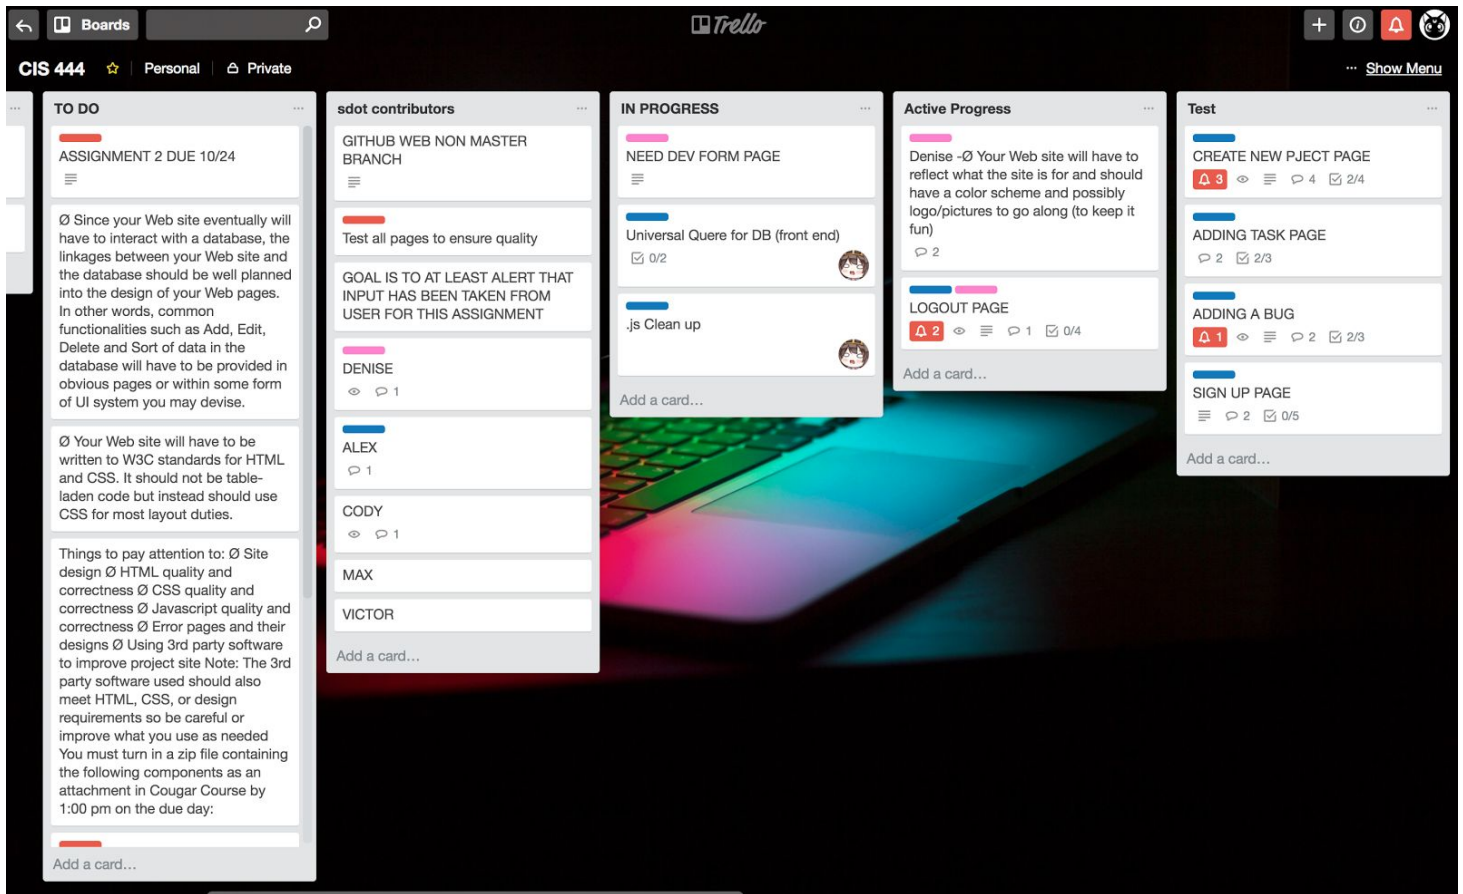 Boards
Trello
CIS 444
Personal
Private
... Show Menu
TO DO
ASSIGNMENT 2 DUE 10/24
Ø Since your Web site eventually will
have to interact with a database, the
linkages between your Web site and
the database should be well planned
into the design of your Web pages.
In other words, common
functionalities such as Add, Edit,
Delete and Sort of data in the
database will have to be provided in
obvious pages or within some form
of UI system you may devise.
Ø Your Web site will have to be
written to W3C standards for HTML
and CSS. It should not be table-
laden code but instead should use
CSS for most layout duties.
Things to pay attention to: Ø Site
design Ø HTML quality and
correctness Ø CSS quality and
correctness Ø Javascript quality and
correctness Ø Error pages and their
designs Ø Using 3rd party software
to improve project site Note: The 3rd
party software used should also
meet HTML, CSS, or design
requirements so be careful or
improve what you use as needed
You must turn in a zip file containing
the following components as an
attachment in Cougar Course by
1:00 pm on the due day:
Add a card...
sdot contributors
GITHUB WEB NON MASTER
BRANCH
Test all pages to ensure quality
GOAL IS TO AT LEAST ALERT THAT
INPUT HAS BEEN TAKEN FROM
USER FOR THIS ASSIGNMENT
DENISE
1
ALEX
1
CODY
1
MAX
VICTOR
Add a card...
IN PROGRESS
NEED DEV FORM PAGE
Universal Quere for DB (front end)
0/2
.js Clean up
Add a card...
Active Progress
Denise -Ø Your Web site will have to
reflect what the site is for and should
have a color scheme and possibly
logo/pictures to go along (to keep it
fun)
2
LOGOUT PAGE
2 1 0/4
Add a card...
Test
CREATE NEW PJECT PAGE
3 4 2/4
ADDING TASK PAGE
2 2/3
ADDING A BUG
1 2 2/3
SIGN UP PAGE
2 0/5
Add a card...